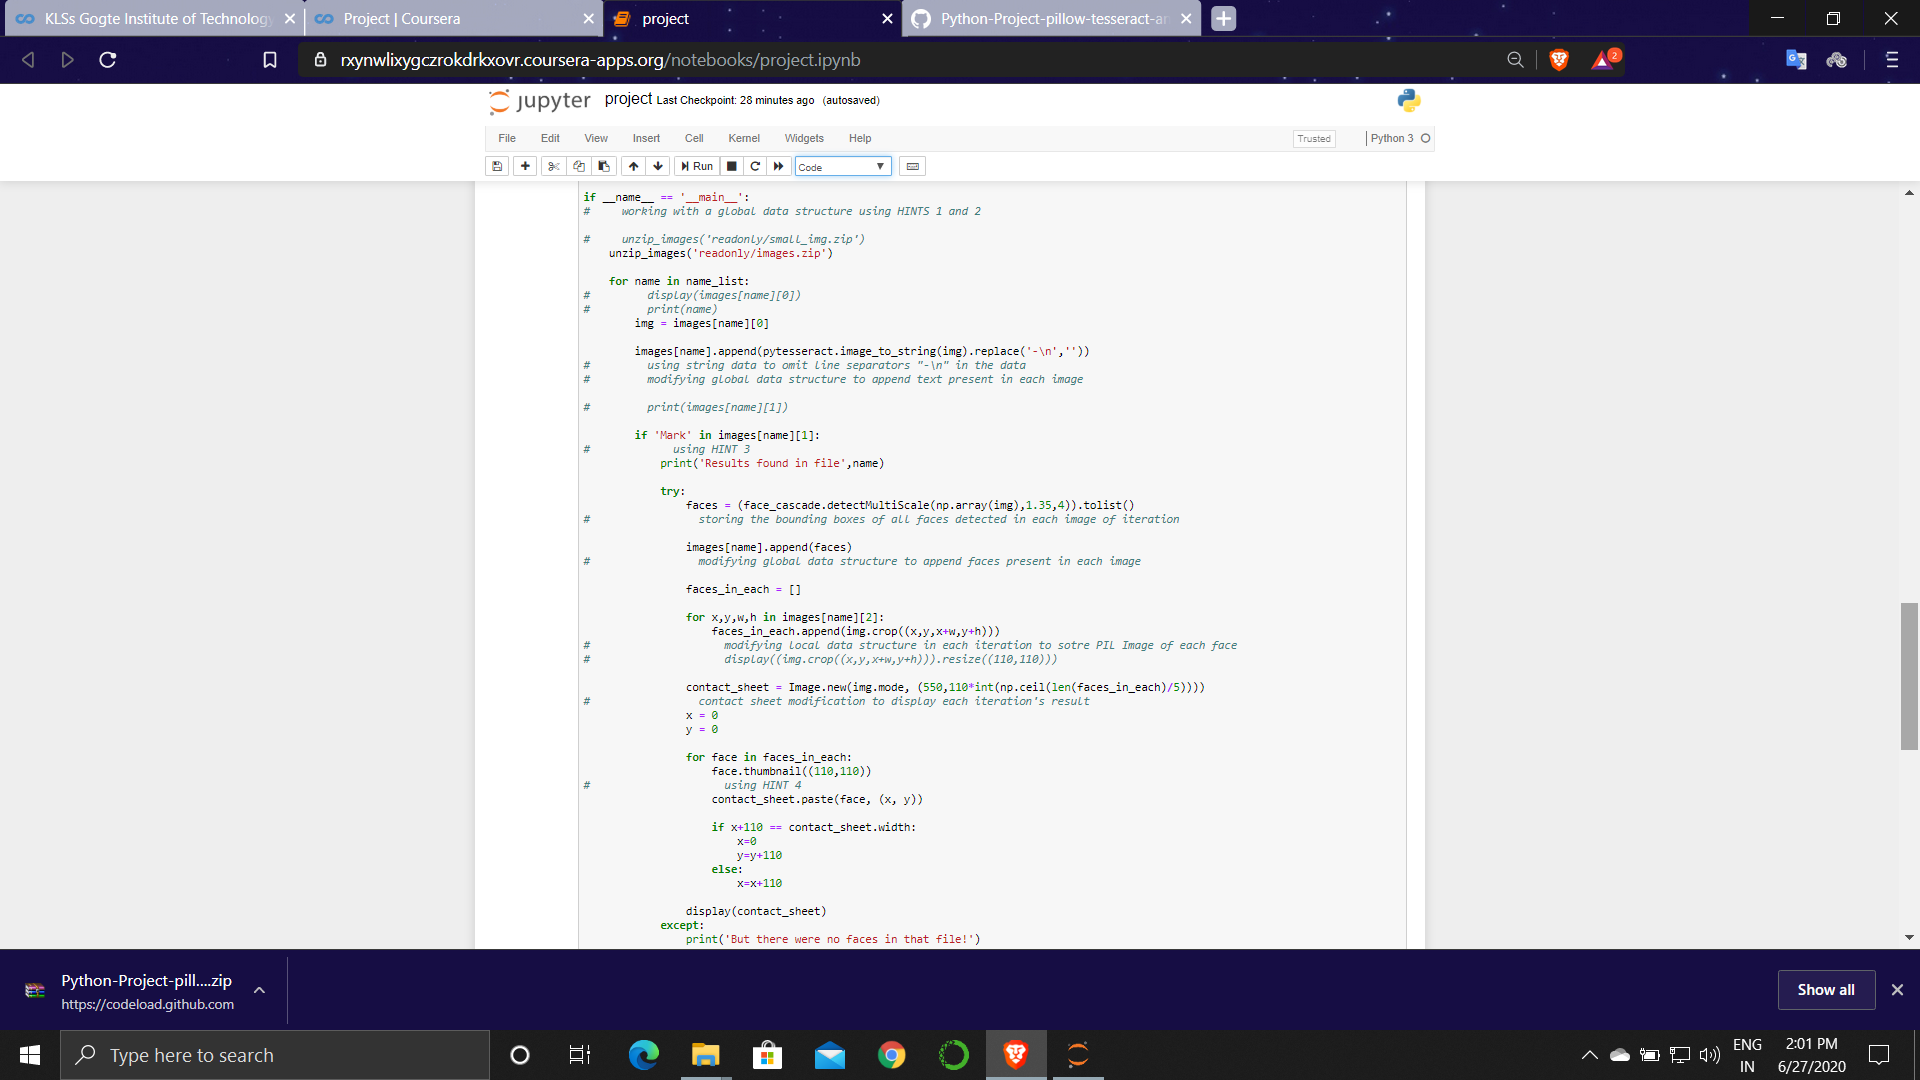 KLSs Gogte Institute of Technology
Project | Coursera
project
Python-Project-pillow-tesseract-an
rxynwlixygczrokdrkxovr.coursera-apps.org/notebooks/project.ipynb
2
jupyter project Last Checkpoint: 28 minutes ago (autosaved)
File Edit View Insert Cell Kernel Widgets Help
Trusted
Python 3
Run
Code
if __name__ == '__main__':
#     working with a global data structure using HINTS 1 and 2
#     unzip_images('readonly/small_img.zip')
    unzip_images('readonly/images.zip')
    for name in name_list:
#         display(images[name][0])
#         print(name)
        img = images[name][0]
        images[name].append(pytesseract.image_to_string(img).replace('-\n',''))
#         using string data to omit line separators "-\n" in the data
#         modifying global data structure to append text present in each image
#         print(images[name][1])
        if 'Mark' in images[name][1]:
#             using HINT 3
            print('Results found in file',name)
            try:
                faces = (face_cascade.detectMultiScale(np.array(img),1.35,4)).tolist()
#                 storing the bounding boxes of all faces detected in each image of iteration
                images[name].append(faces)
#                 modifying global data structure to append faces present in each image
                faces_in_each = []
                for x,y,w,h in images[name][2]:
                    faces_in_each.append(img.crop((x,y,x+w,y+h)))
#                     modifying local data structure in each iteration to sotre PIL Image of each face
#                     display((img.crop((x,y,x+w,y+h))).resize((110,110)))
                contact_sheet = Image.new(img.mode, (550,110*int(np.ceil(len(faces_in_each)/5))))
#                 contact sheet modification to display each iteration's result
                x = 0
                y = 0
                for face in faces_in_each:
                    face.thumbnail((110,110))
#                     using HINT 4
                    contact_sheet.paste(face, (x, y))
                    if x+110 == contact_sheet.width:
                        x=0
                        y=y+110
                    else:
                        x=x+110
                display(contact_sheet)
            except:
                print('But there were no faces in that file!')
Python-Project-pill....zip
https://codeload.github.com
Show all
Type here to search
ENG
IN
2:01 PM
6/27/2020